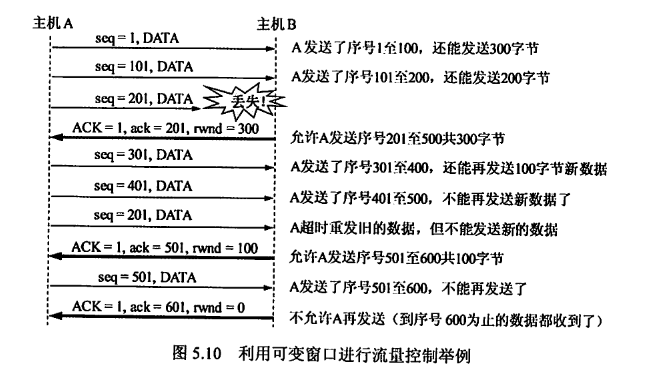 主机A 主机B
seq = 1, DATA A发送了序号1至100，还能发送300字节
seq = 101, DATA A发送了序号101至200，还能发送200字节
seq = 201, DATA 丢失!
ACK = 1, ack = 201, rwnd = 300 允许A发送序号201至500共300字节
seq = 301, DATA A发送了序号301至400，还能再发送100字节新数据
seq = 401, DATA A发送了序号401至500，不能再发送新数据了
seq = 201, DATA A超时重发旧的数据，但不能发送新的数据
ACK = 1, ack = 501, rwnd = 100 允许A发送序号501至600共100字节
seq = 501, DATA A发送了序号501至600，不能再发送了
ACK = 1, ack = 601, rwnd = 0 不允许A再发送（到序号600为止的数据都收到了）
图 5.10 利用可变窗口进行流量控制举例